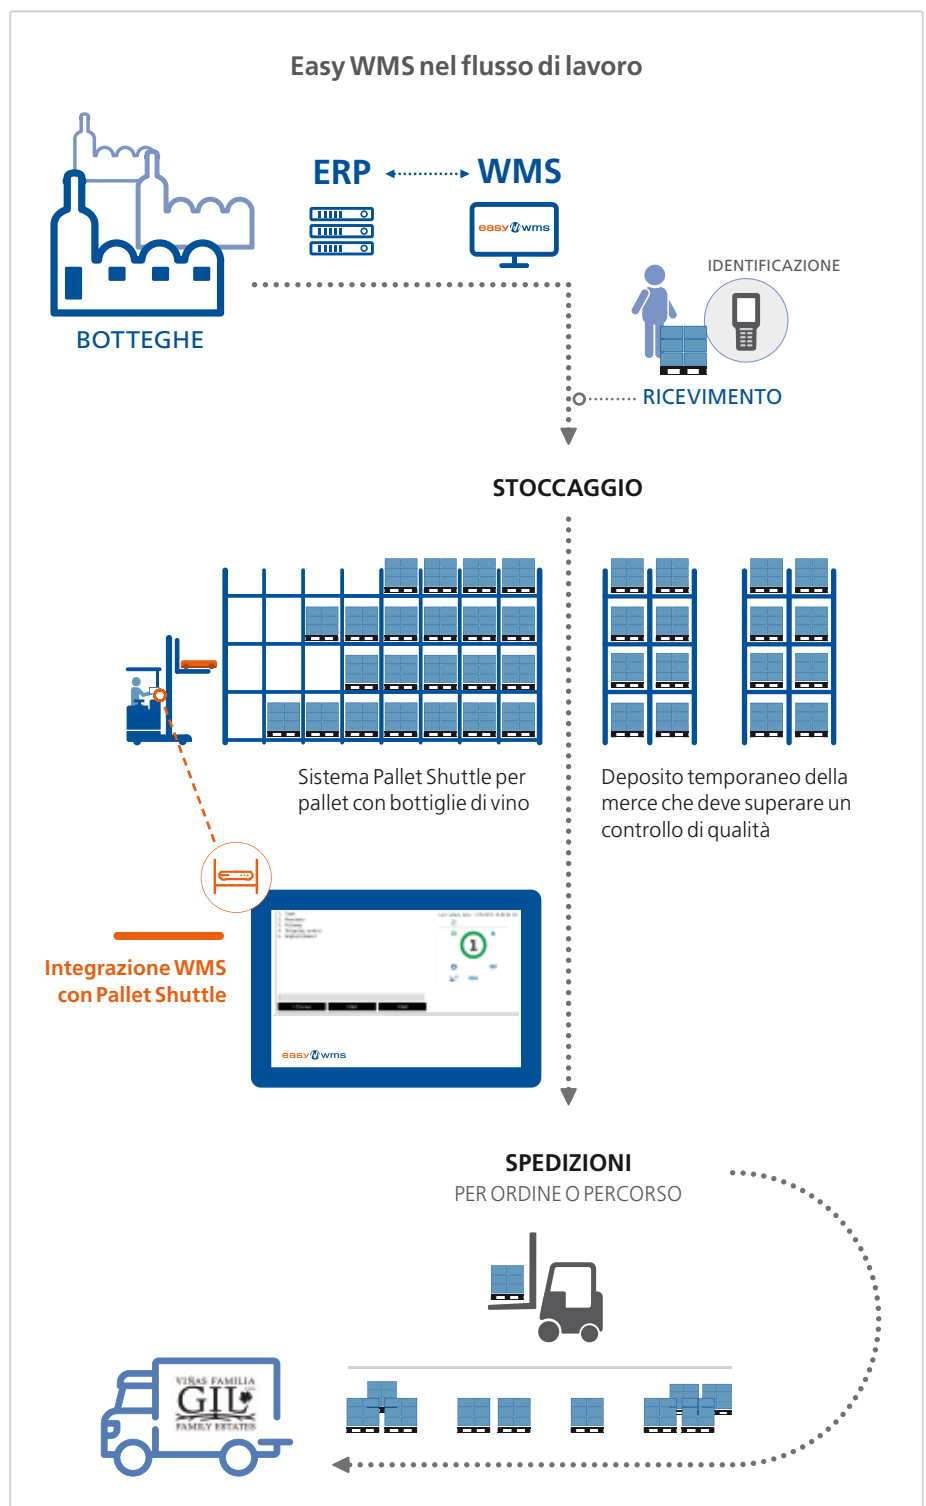 Easy WMS nel flusso di lavoro
ERP
WMS
easy wms
IDENTIFICAZIONE
BOTTEGHE
RICEVIMENTO
STOCCAGGIO
Sistema Pallet Shuttle per
pallet con bottiglie di vino
Deposito temporaneo della
merce che deve superare un
controllo di qualità
Integrazione WMS
con Pallet Shuttle
1
easy wms
SPEDIZIONI
PER ORDINE O PERCORSO
VIÑAS FAMILIA
GIL
FAMILY ESTATES